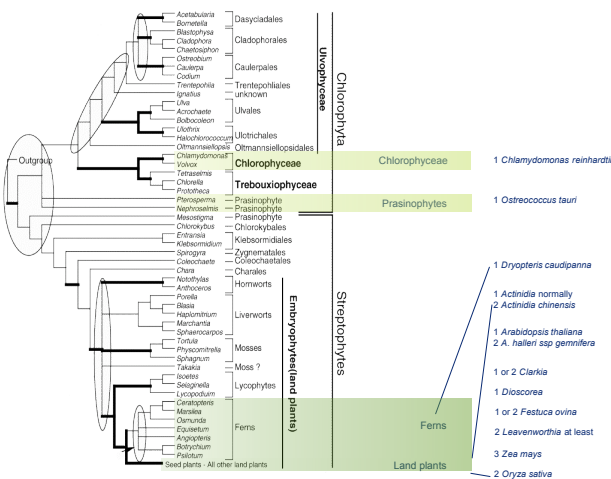 Acetabularia
Bornetella
Dasycladales
Blastophysa
Cladophora
Chaetosiphon
Cladophorales
Ostreobium
Caulerpa
Codium
Caulerpales
Trentepohlia
Trentepohliales
Ignatius
unknown
Ulva
Acrochaete
Bolbocoleon
Ulvales
Ulothrix
Halochlorococcum
Ulotrichales
Oltmannsiellopsis
Oltmannsiellopsidales
Ulvophyceae
Chlorophyta
Outgroup
Chlamydomonas
Volvox
Chlorophyceae
Chlorophyceae
1 Chlamydomonas reinhardtii
Tetraselmis
Chlorella
Prototheca
Trebouxiophyceae
Pterosperma
Prasinophyte
Nephroselmis
Prasinophyte
Prasinophytes
1 Ostreococcus tauri
Mesostigma
Prasinophyte
Chlorokybus
Chlorokybales
Entransia
Klebsormidium
Klebsormidiales
Spirogyra
Zygnematales
Coleochaete
Coleochaetales
Chara
Charales
Streptophytes
Notothylas
Anthoceros
Hornworts
Porella
Blasia
Haplomitrium
Marchantia
Sphaerocarpos
Liverworts
Tortula
Physcomitrella
Sphagnum
Mosses
Takakia
Moss ?
Isoetes
Selaginella
Lycopodium
Lycophytes
Embryophytes(land plants)
Ceratopteris
Marsilea
Osmunda
Equisetum
Angiopteris
Botrychium
Psilotum
Ferns
Ferns
Seed plants - All other land plants
Land plants
1 Dryopteris caudipanna
1 Actinidia normally
2 Actinidia chinensis
1 Arabidopsis thaliana
2 A. halleri ssp gemnifera
1 or 2 Clarkia
1 Dioscorea
1 or 2 Festuca ovina
2 Leavenworthia at least
3 Zea mays
2 Oryza sativa